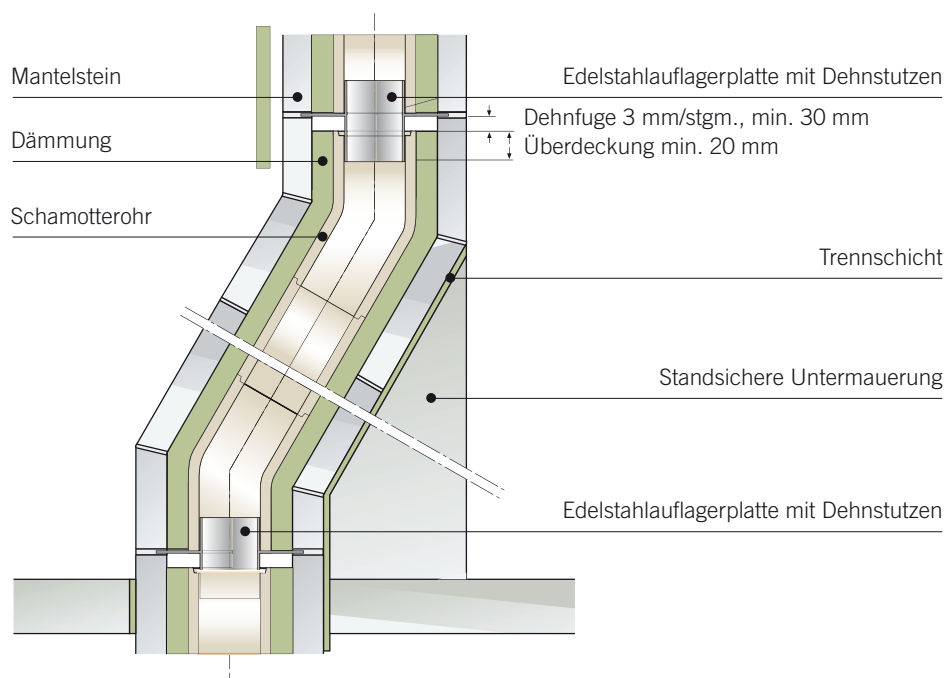 Mantelstein
Dämmung
Schamotterohr
Edelstahlauflagerplatte mit Dehnstutzen
Dehnfuge 3 mm/stgm., min. 30 mm
Überdeckung min. 20 mm
Trennschicht
Standsichere Untermauerung
Edelstahlauflagerplatte mit Dehnstutzen